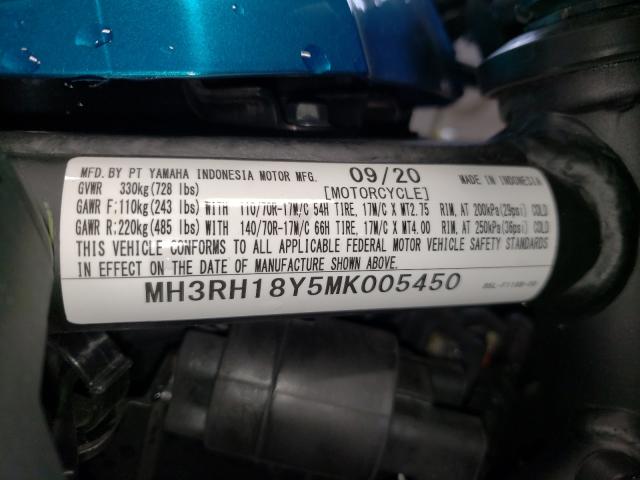 MFD. BY PT YAMAHA INDONESIA MOTOR MFG. 09/20 MADE IN INDONESIA
GVWR 330kg(728 lbs) [MOTORCYCLE]
GAWR F:110kg(243 lbs)WITH 110/70R-17M/C 54H TIRE, 17M/C X MT2.75 RIM, AT 200kPa(29psi) COLD
GAWR R:220kg(485 lbs)WITH 140/70R-17M/C 66H TIRE, 17M/C X MT4.00 RIM, AT 250kPa(36psi) COLD
THIS VEHICLE CONFORMS TO ALL APPLICABLE FEDERAL MOTOR VEHICLE SAFETY STANDARDS
IN EFFECT ON THE DATE OF MANUFACTURE SHOWN ABOVE.
MH3RH18Y5MK005450